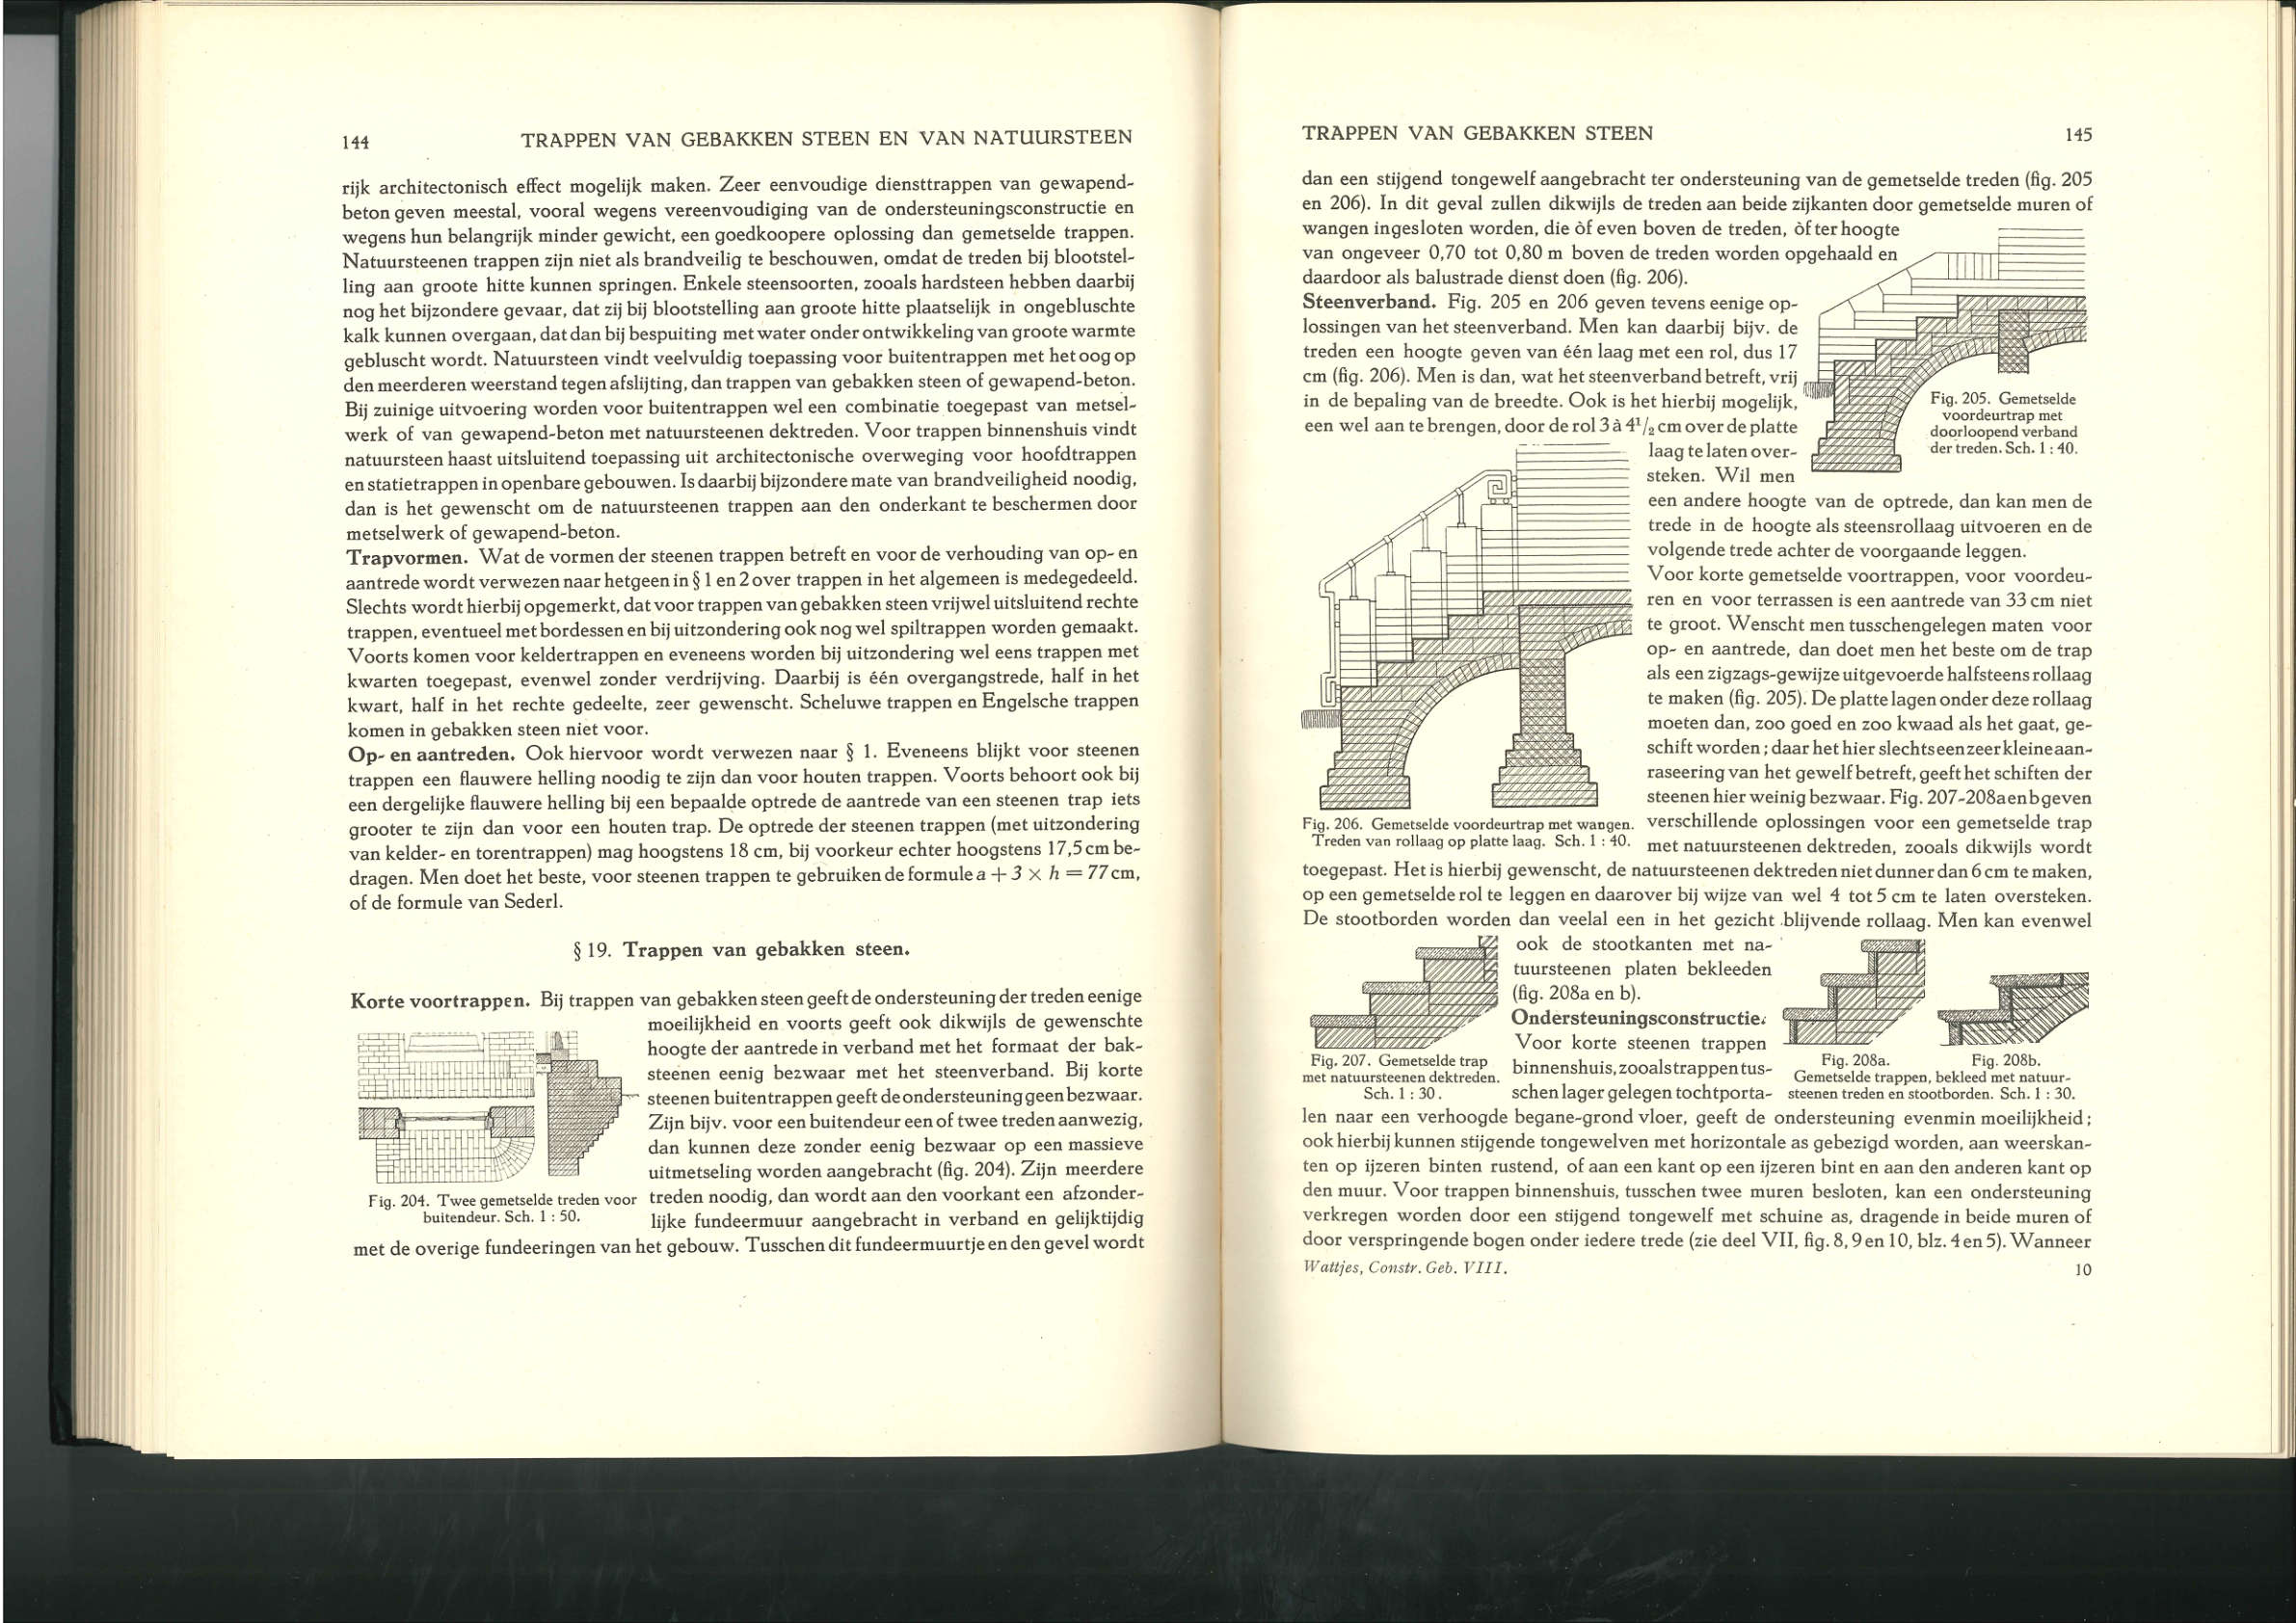 144 TRAPPEN VAN GEBAKKEN STEEN EN VAN NATUURSTEEN
rijk architectonisch effect mogelijk maken. Zeer eenvoudige diensttrappen van gewapend-
beton geven meestal, vooral wegens vereenvoudiging van de ondersteuningsconstructie en
wegens hun belangrijk minder gewicht, een goedkoopere oplossing dan gemetselde trappen.
Natuursteenen trappen zijn niet als brandveilig te beschouwen, omdat de treden bij blootstel-
ling aan groote hitte kunnen springen. Enkele steensoorten, zooals hardsteen hebben daarbij
nog het bijzondere gevaar, dat zij bij blootstelling aan groote hitte plaatselijk in ongebluschte
kalk kunnen overgaan, dat dan bij bespuiting met water onder ontwikkeling van groote warmte
gebluscht wordt. Natuursteen vindt veelvuldig toepassing voor buitentrappen met het oog op
den meerderen weerstand tegen afslijting, dan trappen van gebakken steen of gewapend-beton.
Bij zuinige uitvoering worden voor buitentrappen wel een combinatie toegepast van metsel-
werk of van gewapend-beton met natuursteenen dektreden. Voor trappen binnenshuis vindt
natuursteen haast uitsluitend toepassing uit architectonische overweging voor hoofdtrappen
en statietrappen in openbare gebouwen. Is daarbij bijzondere mate van brandveiligheid noodig,
dan is het gewenscht om de natuursteenen trappen aan den onderkant te beschermen door
metselwerk of gewapend-beton.
Trapvormen. Wat de vormen der steenen trappen betreft en voor de verhouding van op- en
aantrede wordt verwezen naar hetgeen in § 1 en 2 over trappen in het algemeen is medegedeeld.
Slechts wordt hierbij opgemerkt, dat voor trappen van gebakken steen vrijwel uitsluitend rechte
trappen, eventueel met bordessen en bij uitzondering ook nog wel spiltrappen worden gemaakt.
Voorts komen voor keldertrappen en eveneens worden bij uitzondering wel eens trappen met
kwarten toegepast, evenwel zonder verdrijving. Daarbij is één overgangstrede, half in het
kwart, half in het rechte gedeelte, zeer gewenscht. Scheluwe trappen en Engelsche trappen
komen in gebakken steen niet voor.
Op- en aantreden. Ook hiervoor wordt verwezen naar § 1. Eveneens blijkt voor steenen
trappen een flauwere helling noodig te zijn dan voor houten trappen. Voorts behoort ook bij
een dergelijke flauwere helling bij een bepaalde optrede de aantrede van een steenen trap iets
grooter te zijn dan voor een houten trap. De optrede der steenen trappen (met uitzondering
van kelder- en torentrappen) mag hoogstens 18 cm, bij voorkeur echter hoogstens 17,5 cm be-
dragen. Men doet het beste, voor steenen trappen te gebruiken de formule a + 3 × h = 77 cm,
of de formule van Sederl.
§ 19. Trappen van gebakken steen.
Korte voortrappen. Bij trappen van gebakken steen geeft de ondersteuning der treden eenige
moeilijkheid en voorts geeft ook dikwijls de gewenschte
hoogte der aantrede in verband met het formaat der bak-
steenen eenig bezwaar met het steenverband. Bij korte
steenen buitentrappen geeft de ondersteuning geen bezwaar.
Zijn bijv. voor een buitendeur een of twee treden aanwezig,
dan kunnen deze zonder eenig bezwaar op een massieve
uitmetseling worden aangebracht (fig. 204). Zijn meerdere
treden noodig, dan wordt aan den voorkant een afzonder-
lijke fundeermuur aangebracht in verband en gelijktijdig
met de overige fundeeringen van het gebouw. Tusschen dit fundeermuurtje en den gevel wordt
Fig. 204. Twee gemetselde treden voor
buitendeur. Sch. 1 : 50.
TRAPPEN VAN GEBAKKEN STEEN 145
dan een stijgend tongewelf aangebracht ter ondersteuning van de gemetselde treden (fig. 205
en 206). In dit geval zullen dikwijls de treden aan beide zijkanten door gemetselde muren of
wangen ingesloten worden, die òf even boven de treden, òf ter hoogte
van ongeveer 0,70 tot 0,80 m boven de treden worden opgehaald en
daardoor als balustrade dienst doen (fig. 206).
Steenverband. Fig. 205 en 206 geven tevens eenige op-
lossingen van het steenverband. Men kan daarbij bijv. de
treden een hoogte geven van één laag met een rol, dus 17
cm (fig. 206). Men is dan, wat het steenverband betreft, vrij
in de bepaling van de breedte. Ook is het hierbij mogelijk,
een wel aan te brengen, door de rol 3 à 4¹/₂ cm over de platte
laag te laten over-
steken. Wil men
een andere hoogte van de optrede, dan kan men de
trede in de hoogte als steensrollaag uitvoeren en de
volgende trede achter de voorgaande leggen.
Voor korte gemetselde voortrappen, voor voordeu-
ren en voor terrassen is een aantrede van 33 cm niet
te groot. Wenscht men tusschengelegen maten voor
op- en aantrede, dan doet men het beste om de trap
als een zigzags-gewijze uitgevoerde halfsteens rollaag
te maken (fig. 205). De platte lagen onder deze rollaag
moeten dan, zoo goed en zoo kwaad als het gaat, ge-
schift worden; daar het hier slechts een zeer kleine aan-
raseering van het gewelf betreft, geeft het schiften der
steenen hier weinig bezwaar. Fig. 207-208a en b geven
verschillende oplossingen voor een gemetselde trap
met natuursteenen dektreden, zooals dikwijls wordt
toegepast. Het is hierbij gewenscht, de natuursteenen dektreden niet dunner dan 6 cm te maken,
op een gemetselde rol te leggen en daarover bij wijze van wel 4 tot 5 cm te laten oversteken.
De stootborden worden dan veelal een in het gezicht blijvende rollaag. Men kan evenwel
ook de stootkanten met na-
tuursteenen platen bekleeden
(fig. 208a en b).
Ondersteuningsconstructie.
Voor korte steenen trappen
binnenshuis, zooals trappen tus-
schen lager gelegen tochtporta-
len naar een verhoogde begane-grond vloer, geeft de ondersteuning evenmin moeilijkheid;
ook hierbij kunnen stijgende tongewelven met horizontale as gebezigd worden, aan weerskan-
ten op ijzeren binten rustend, of aan een kant op een ijzeren bint en aan den anderen kant op
den muur. Voor trappen binnenshuis, tusschen twee muren besloten, kan een ondersteuning
verkregen worden door een stijgend tongewelf met schuine as, dragende in beide muren of
door verspringende bogen onder iedere trede (zie deel VII, fig. 8, 9 en 10, blz. 4 en 5). Wanneer
Fig. 205. Gemetselde
voordeurtrap met
doorloopend verband
der treden. Sch. 1 : 40.
Fig. 206. Gemetselde voordeurtrap met wangen.
Treden van rollaag op platte laag. Sch. 1 : 40.
Fig. 207. Gemetselde trap
met natuursteenen dektreden.
Sch. 1 : 30.
Fig. 208a. Fig. 208b.
Gemetselde trappen, bekleed met natuur-
steenen treden en stootborden. Sch. 1 : 30.
Wattjes, Constr. Geb. VIII. 10